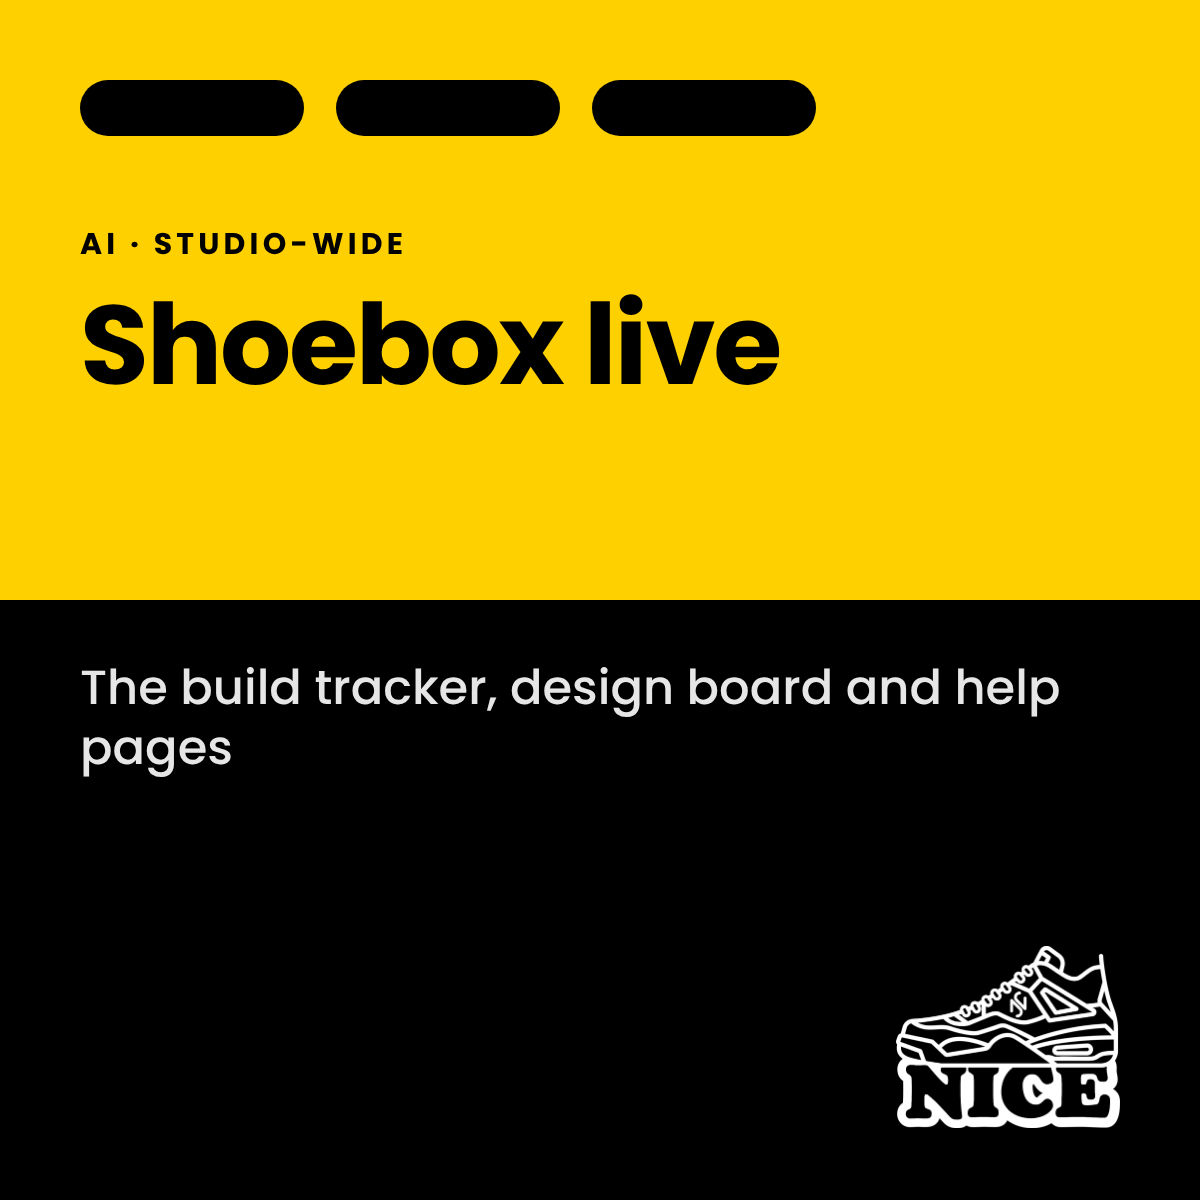 AI · STUDIO-WIDE
Shoebox live
The build tracker, design board and help
pages
NICE